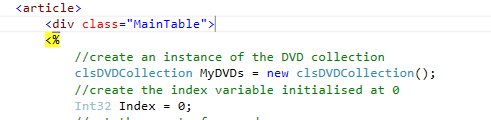 <article>
<div class="MainTable">
<%
//create an instance of the DVD collection
clsDVDCollection MyDVDs = new clsDVDCollection();
//create the index variable initialised at 0
Int32 Index = 0;